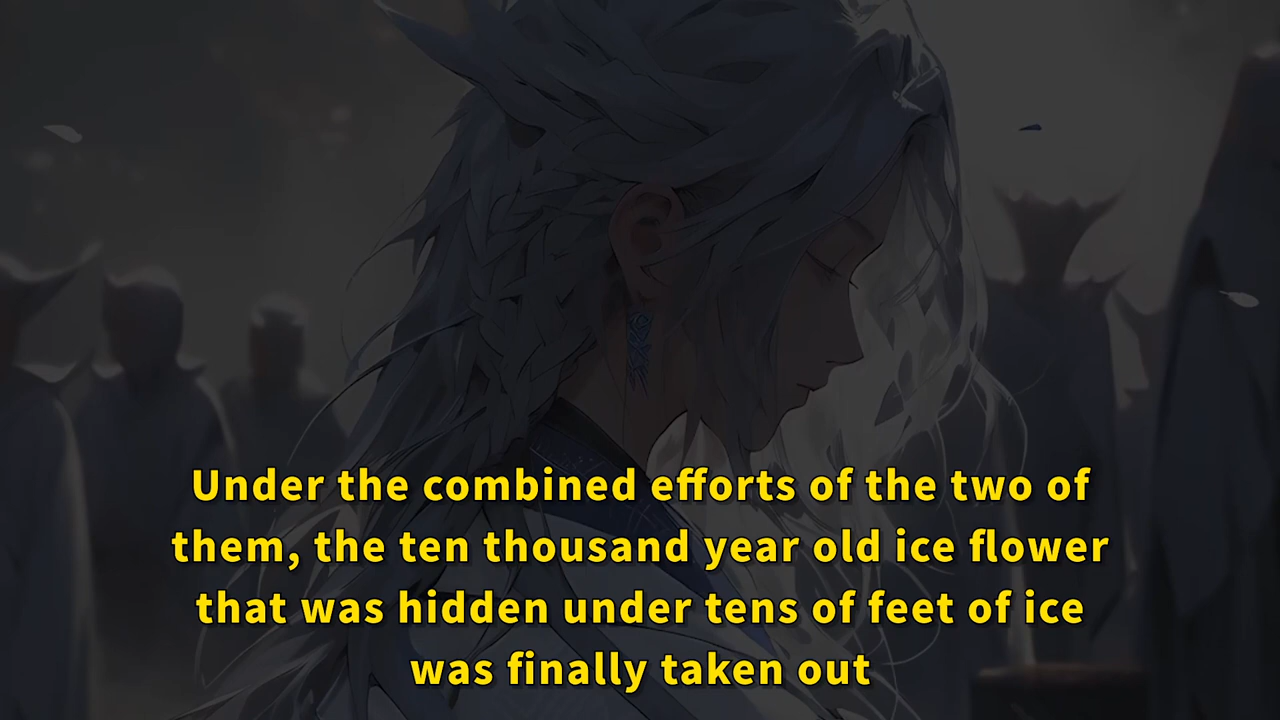 Under the combined efforts of the two of
them, the ten thousand year old ice flower
that was hidden under tens of feet of ice
was finally taken out